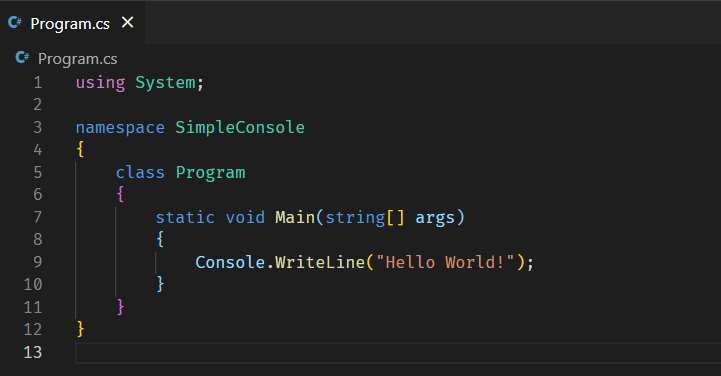 C# Program.cs ×
C# Program.cs
1 using System;
2
3 namespace SimpleConsole
4 {
5     class Program
6     {
7         static void Main(string[] args)
8         {
9             Console.WriteLine("Hello World!");
10         }
11     }
12 }
13